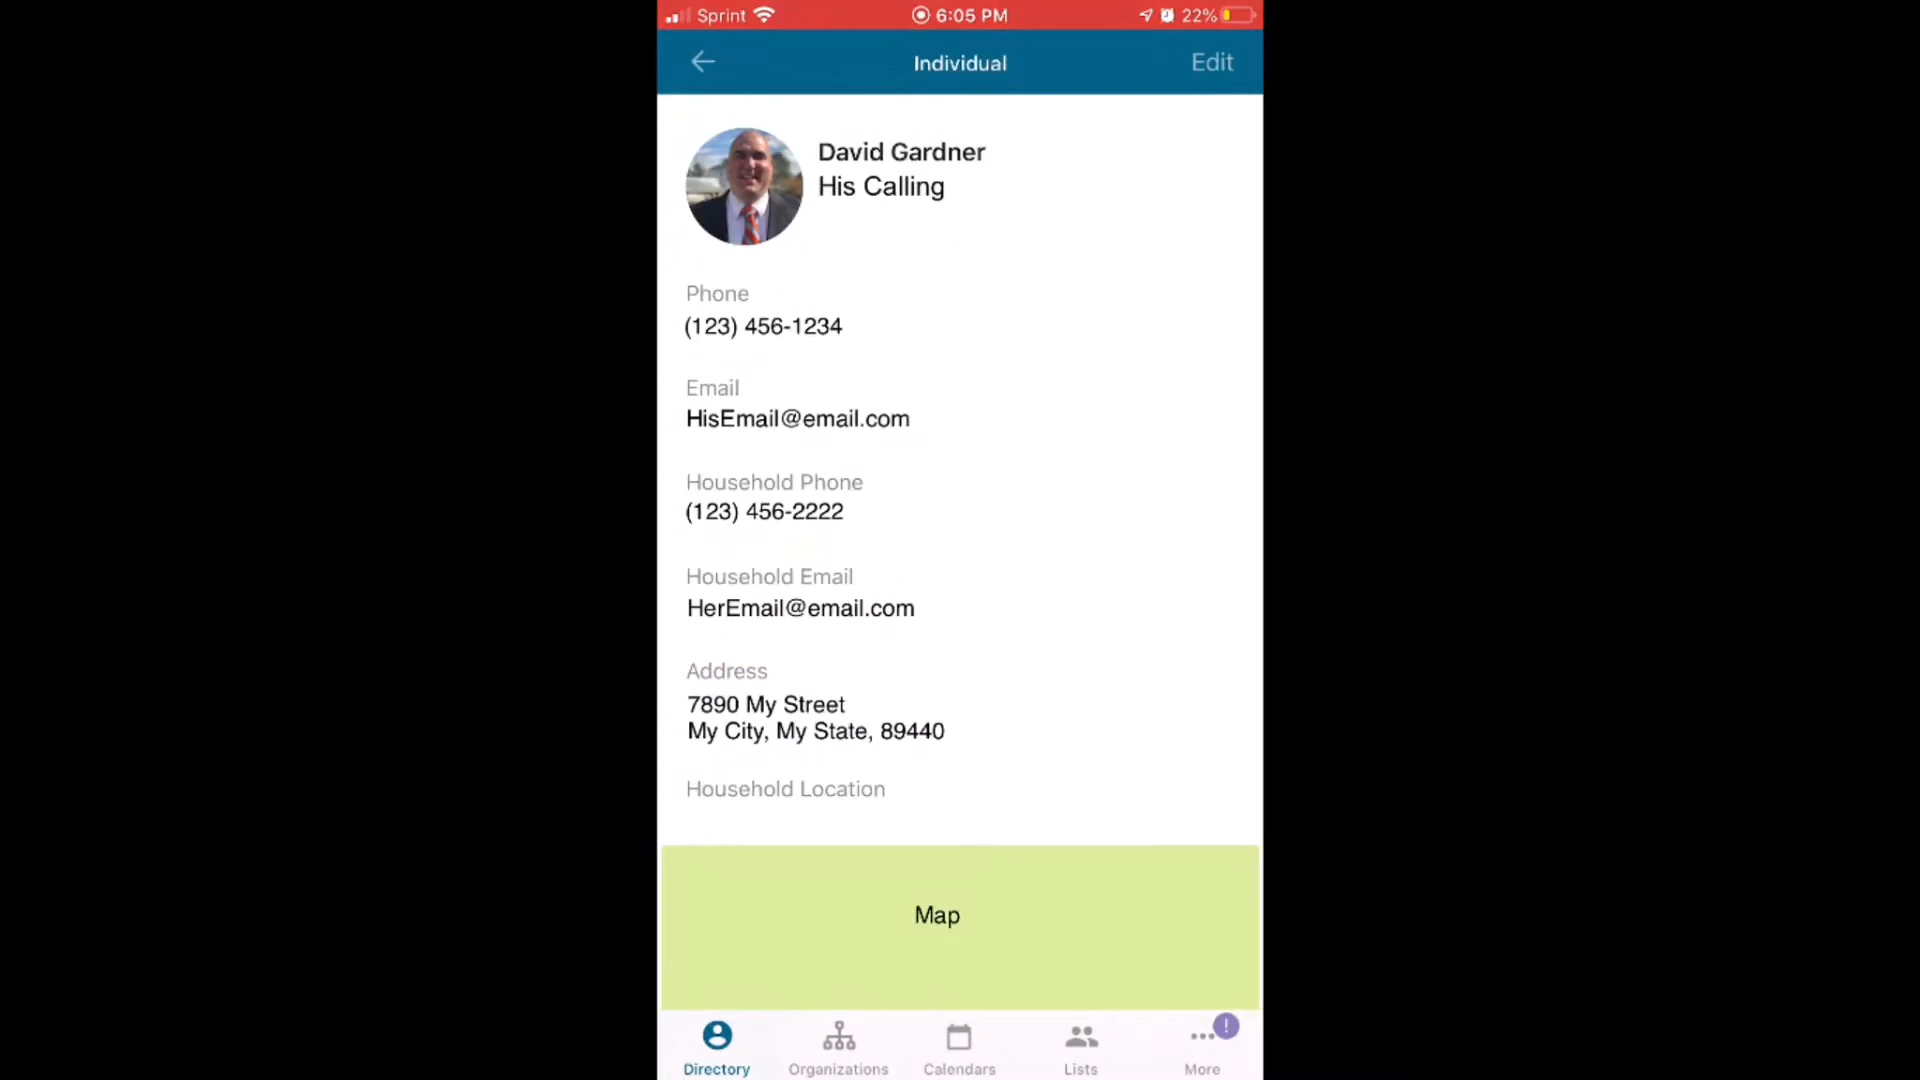 Sprint 6:05 PM 22%
Individual Edit
David Gardner
His Calling
Phone
(123) 456-1234
Email
HisEmail@email.com
Household Phone
(123) 456-2222
Household Email
HerEmail@email.com
Address
7890 My Street
My City, My State, 89440
Household Location
Map
!
Directory Organizations Calendars Lists More